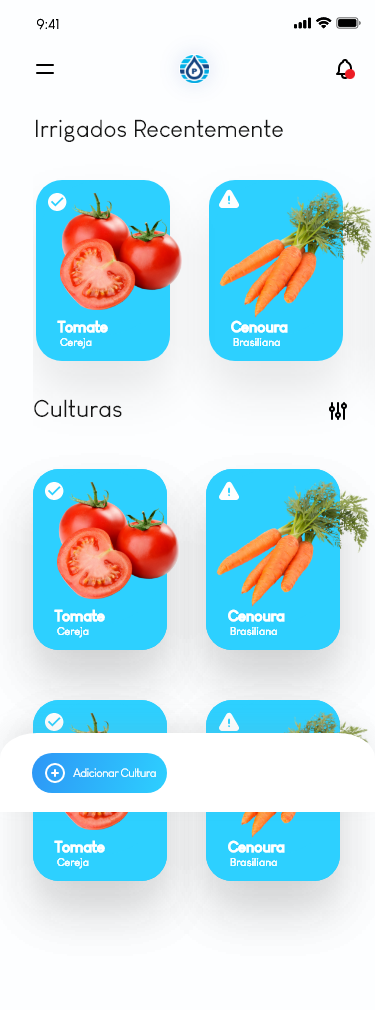 9:41
P
Irrigados Recentemente
Tomate
Cereja
Cenoura
Brasiliana
Culturas
Tomate
Cereja
Cenoura
Brasiliana
Adicionar Cultura
Tomate
Cereja
Cenoura
Brasiliana